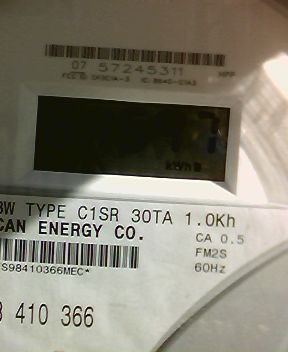 07 57245311
HPP
kWh
3W TYPE C1SR 30TA 1.0Kh
CAN ENERGY CO.
CA 0.5
FM2S
60Hz
S98410366MEC*
410 366